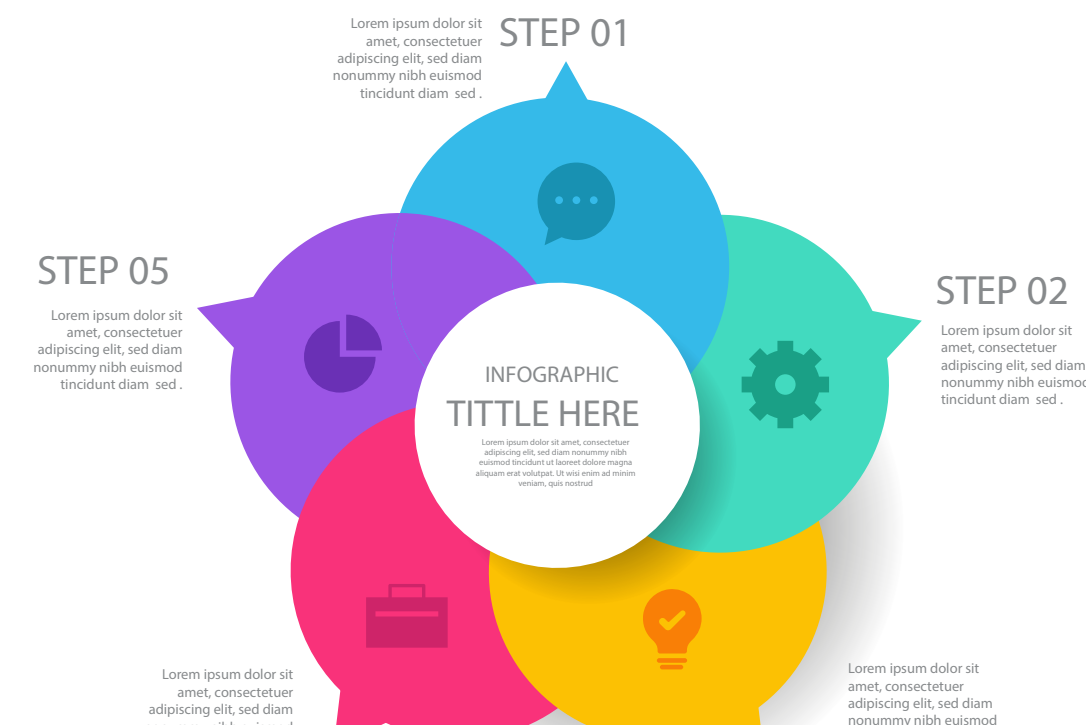 Lorem ipsum dolor sit
amet, consectetuer
adipiscing elit, sed diam
nonummy nibh euismod
tincidunt diam sed .
STEP 01
STEP 05
Lorem ipsum dolor sit
amet, consectetuer
adipiscing elit, sed diam
nonummy nibh euismod
tincidunt diam sed .
STEP 02
Lorem ipsum dolor sit
amet, consectetuer
adipiscing elit, sed diam
nonummy nibh euismod
tincidunt diam sed .
INFOGRAPHIC
TITTLE HERE
Lorem ipsum dolor sit amet, consectetuer
adipiscing elit, sed diam nonummy nibh
euismod tincidunt ut laoreet dolore magna
aliquam erat volutpat. Ut wisi enim ad minim
veniam, quis nostrud
Lorem ipsum dolor sit
amet, consectetuer
adipiscing elit, sed diam
Lorem ipsum dolor sit
amet, consectetuer
adipiscing elit, sed diam
nonummy nibh euismod